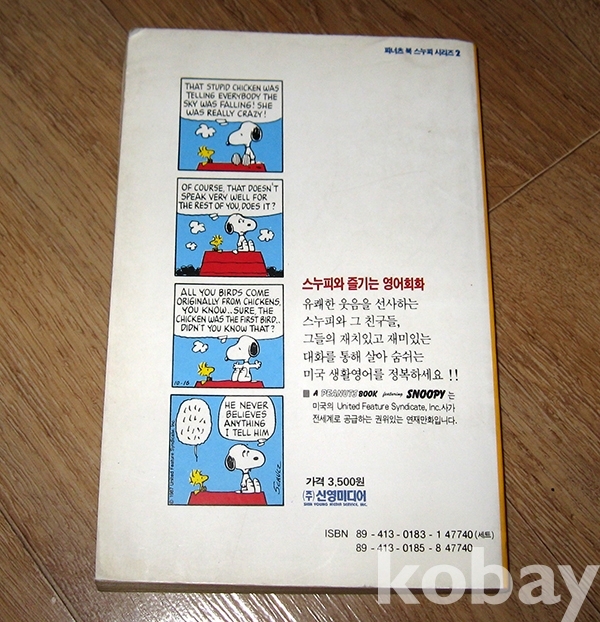 피너츠 북 스누피 시리즈 2
THAT STUPID CHICKEN WAS
TELLING EVERYBODY THE
SKY WAS FALLING! SHE
WAS REALLY CRAZY!
OF COURSE, THAT DOESN'T
SPEAK VERY WELL FOR
THE REST OF YOU, DOES IT?
ALL YOU BIRDS COME
ORIGINALLY FROM CHICKENS,
YOU KNOW.. SURE, THE
CHICKEN WAS THE FIRST BIRD..
DIDN'T YOU KNOW THAT?
10-16
HE NEVER
BELIEVES
ANYTHING
I TELL HIM
SCHULZ
스누피와 즐기는 영어회화
유쾌한 웃음을 선사하는
스누피와 그 친구들,
그들의 재치있고 재미있는
대화를 통해 살아 숨쉬는
미국 생활영어를 정복하세요 !!
A PEANUTS BOOK featuring SNOOPY 는
미국의 United Feature Syndicate, Inc.사가
전세계로 공급하는 권위있는 연재만화입니다.
가격 3,500원
(주) 신영미디어
SHIN YOUNG MEDIA SERVICE, INC.
ISBN 89 - 413 - 0183 - 1 47740 (세트)
89 - 413 - 0185 - 8 47740
kobay